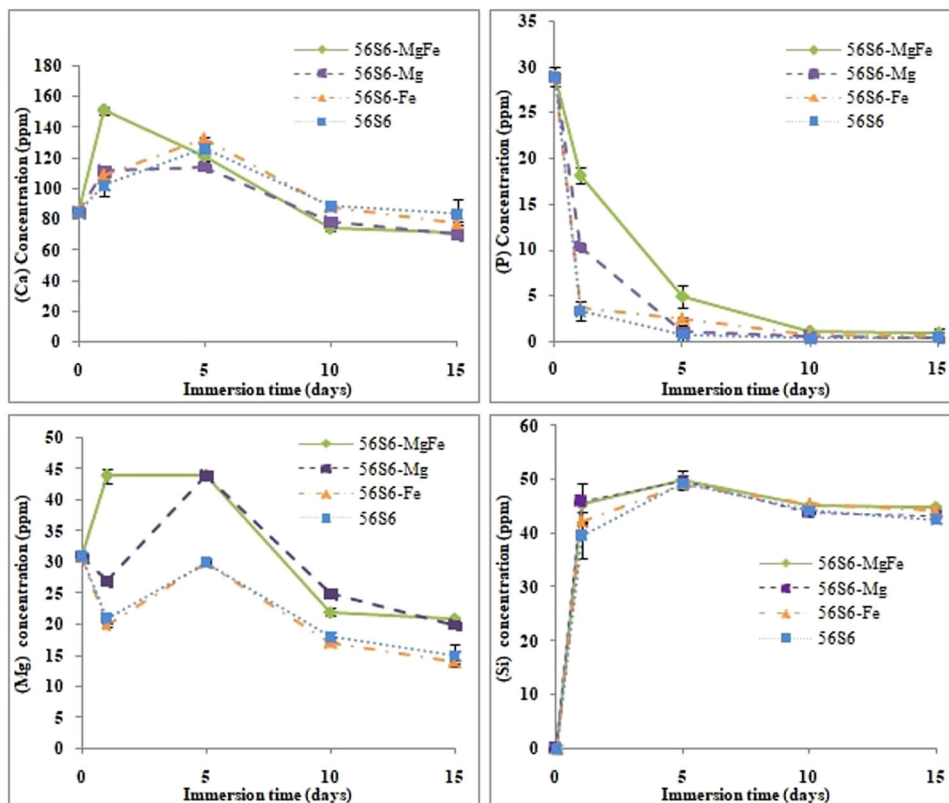 56S6-MgFe
56S6-Mg
56S6-Fe
56S6
180
160
140
120
100
80
60
40
20
0
(Ca) Concentration (ppm)
0 5 10 15
Immersion time (days)
56S6-MgFe
56S6-Mg
56S6-Fe
56S6
35
30
25
20
15
10
5
0
(P) Concentration (ppm)
0 5 10 15
Immersion time (days)
56S6-MgFe
56S6-Mg
56S6-Fe
56S6
50
45
40
35
30
25
20
15
10
5
0
(Mg) concentration (ppm)
0 5 10 15
Immersion time (days)
56S6-MgFe
56S6-Mg
56S6-Fe
56S6
60
50
40
30
20
10
0
(Si) concentration (ppm)
0 5 10 15
Immersion time (days)